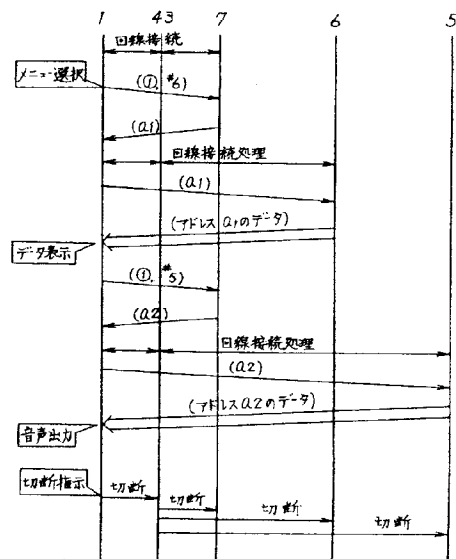 1 43 7 6 5
回線接続
メニュー選択
(①, #6)
(a1)
回線接続処理
(a1)
(アドレスa1のデータ)
データ表示
(①, #5)
(a2)
回線接続処理
(a2)
(アドレスa2のデータ)
音声出力
切断指示
切断
切断
切断
切断